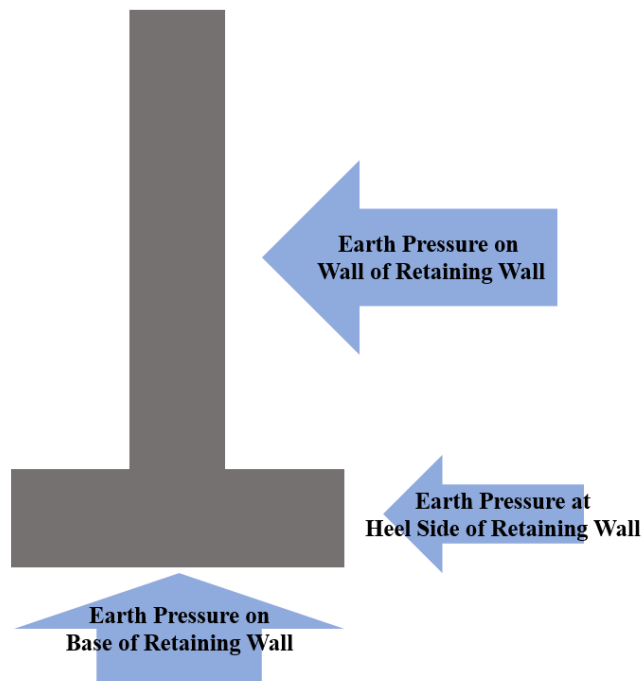 Earth Pressure on
Wall of Retaining Wall
Earth Pressure at
Heel Side of Retaining Wall
Earth Pressure on
Base of Retaining Wall